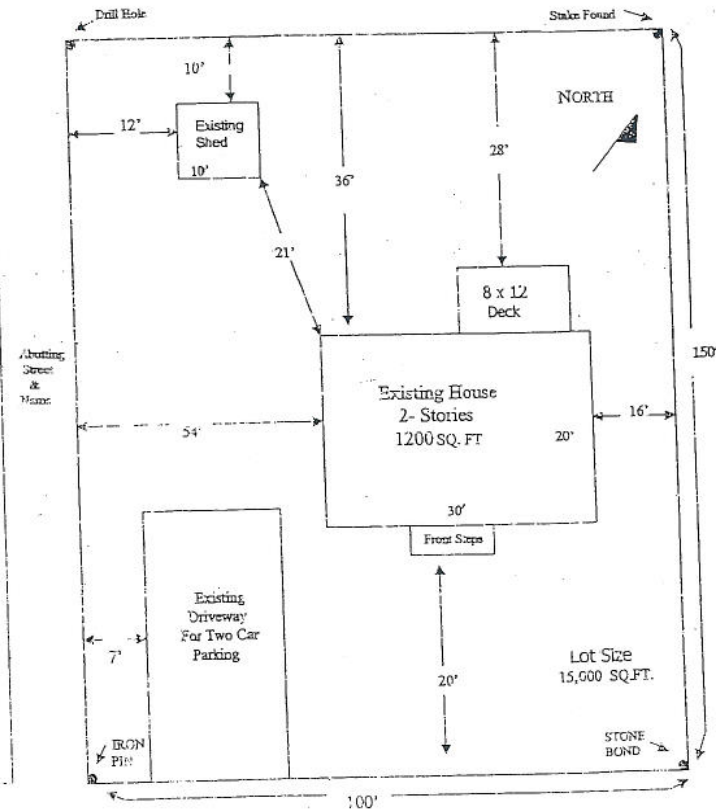 Drill Hole
Stake Found
10'
NORTH
12'
Existing
Shed
10'
28'
36'
21'
8 x 12
Deck
Abutting
Street
&
Name
150'
Existing House
2- Stories
1200 SQ. FT
20'
16'
54'
30'
Front Steps
Existing
Driveway
For Two Car
Parking
7'
20'
Lot Size
15,000 SQ.FT.
IRON
PIN
STONE
BOND
100'